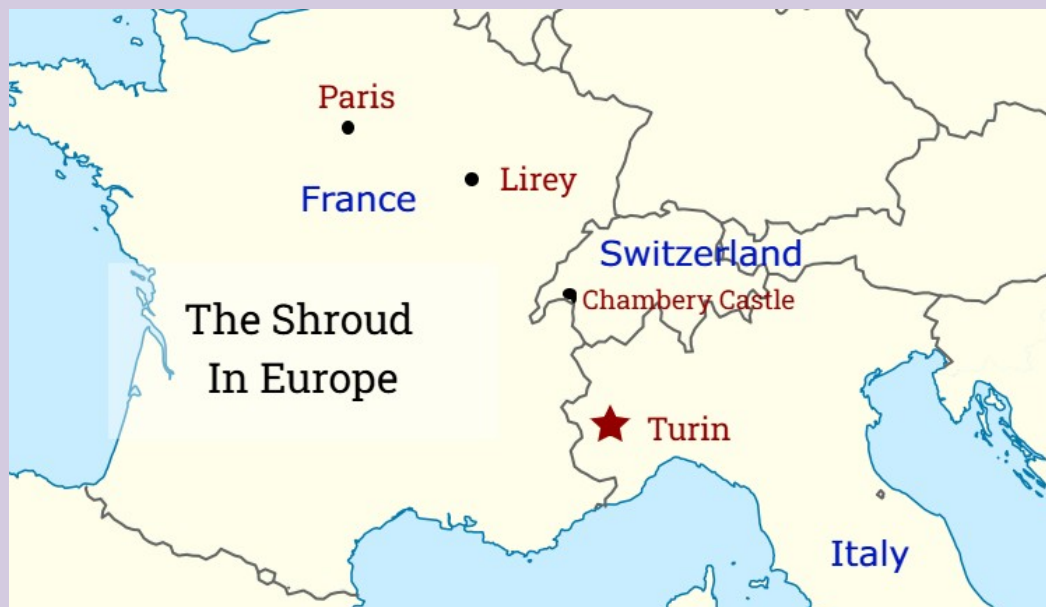 Paris
Lirey
France
Switzerland
Chambery Castle
The Shroud
In Europe
Turin
Italy